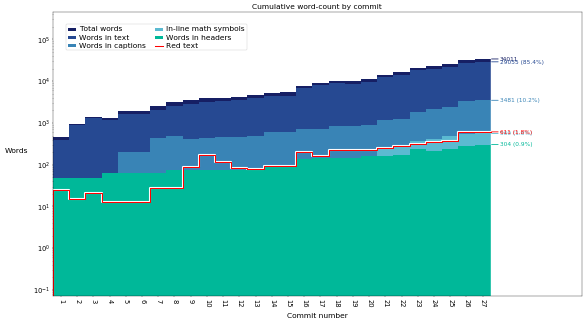 Cumulative word-count by commit
Total words
Words in text
Words in captions
In-line math symbols
Words in headers
Red text
Words
10⁵
10⁴
10³
10²
10¹
10⁰
10⁻¹
(85.4%)
3481 (10.2%)
(1.8%)
304 (0.9%)
1 2 3 4 5 6 7 8 9 10 11 12 13 14 15 16 17 18 19 20 21 22 23 24 25 26 27
Commit number